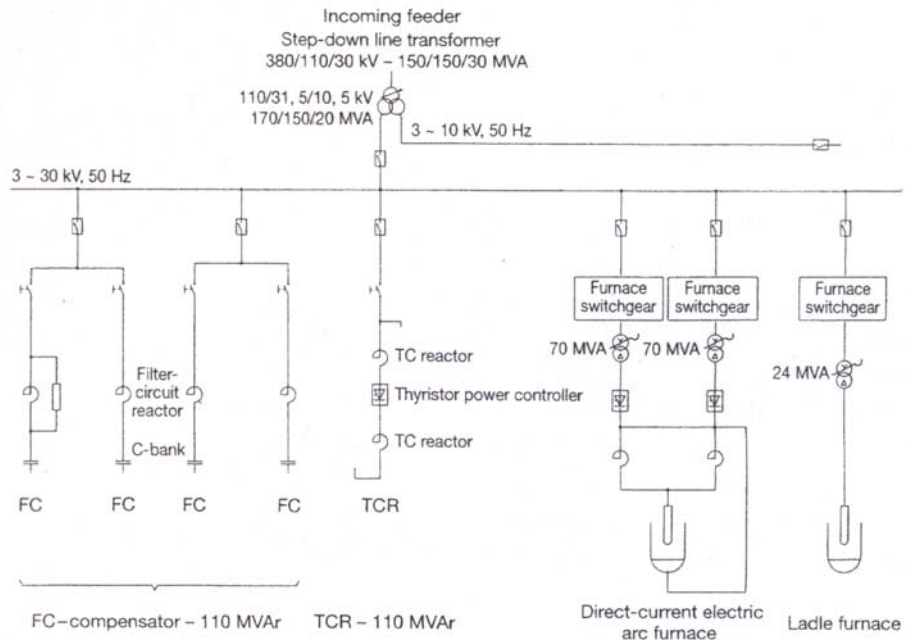 Incoming feeder
Step-down line transformer
380/110/30 kV – 150/150/30 MVA
110/31, 5/10, 5 kV
170/150/20 MVA
3 ~ 10 kV, 50 Hz
3 ~ 30 kV, 50 Hz
Furnace
switchgear
Furnace
switchgear
Furnace
switchgear
70 MVA
70 MVA
24 MVA
TC reactor
Filter-
circuit
reactor
Thyristor power controller
C-bank
TC reactor
FC
FC
FC
FC
TCR
FC–compensator – 110 MVAr
TCR – 110 MVAr
Direct-current electric
arc furnace
Ladle furnace